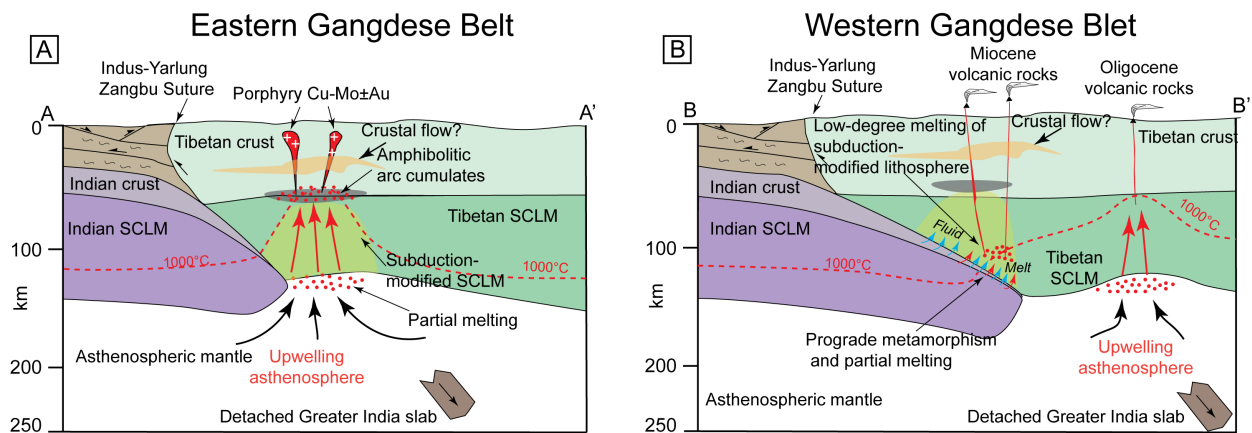 Eastern Gangdese Belt
A
Indus-Yarlung
Zangbu Suture
Porphyry Cu-Mo±Au
A
A'
0
100
200
250
km
Tibetan crust
Crustal flow?
Amphibolitic
arc cumulates
Indian crust
Indian SCLM
Tibetan SCLM
1000°C
1000°C
Subduction-
modified SCLM
Partial melting
Asthenospheric mantle
Upwelling
asthenosphere
Detached Greater India slab
Western Gangdese Blet
B
Indus-Yarlung
Zangbu Suture
Miocene
volcanic rocks
Oligocene
volcanic rocks
B
B'
0
100
200
250
km
Low-degree melting of
subduction-
modified lithosphere
Crustal flow?
Tibetan crust
Indian crust
Indian SCLM
1000°C
1000°C
Fluid
Melt
Tibetan
SCLM
Prograde metamorphism
and partial melting
Upwelling
asthenosphere
Asthenospheric mantle
Detached Greater India slab